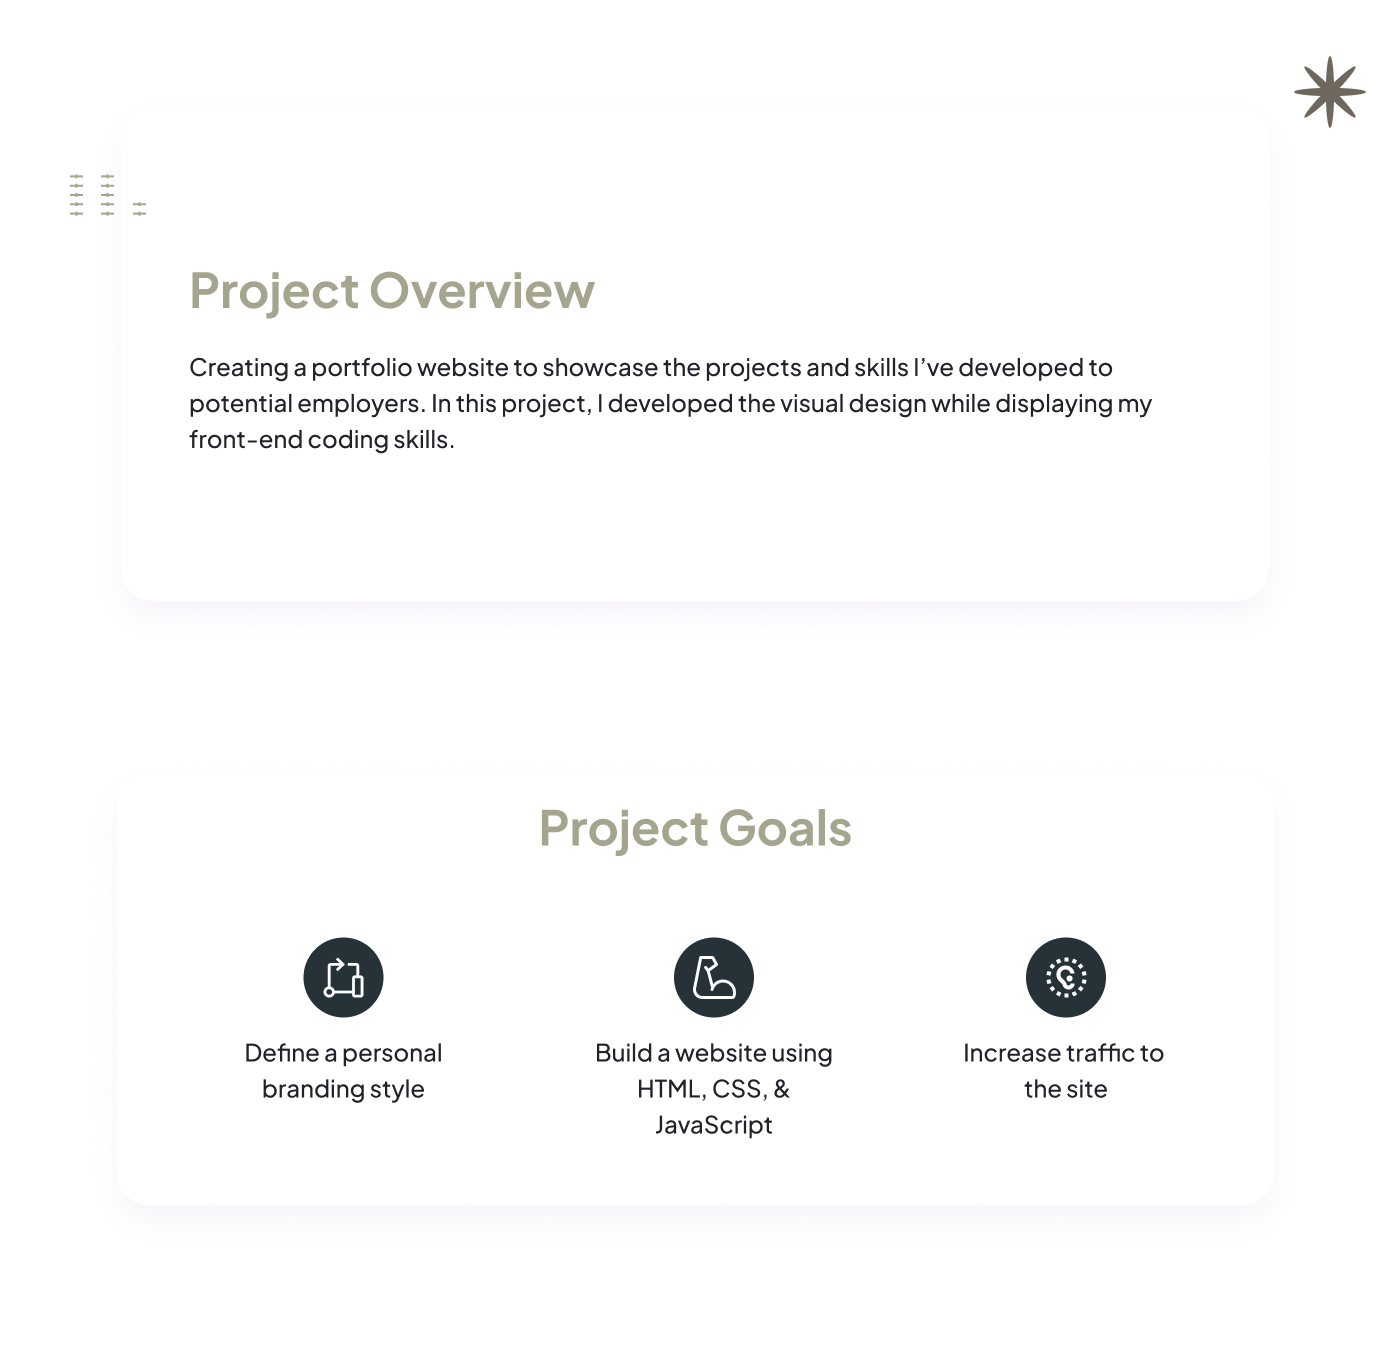 Project Overview
Creating a portfolio website to showcase the projects and skills I’ve developed to
potential employers. In this project, I developed the visual design while displaying my
front-end coding skills.
Project Goals
Define a personal
branding style
Build a website using
HTML, CSS, &
JavaScript
Increase traffic to
the site